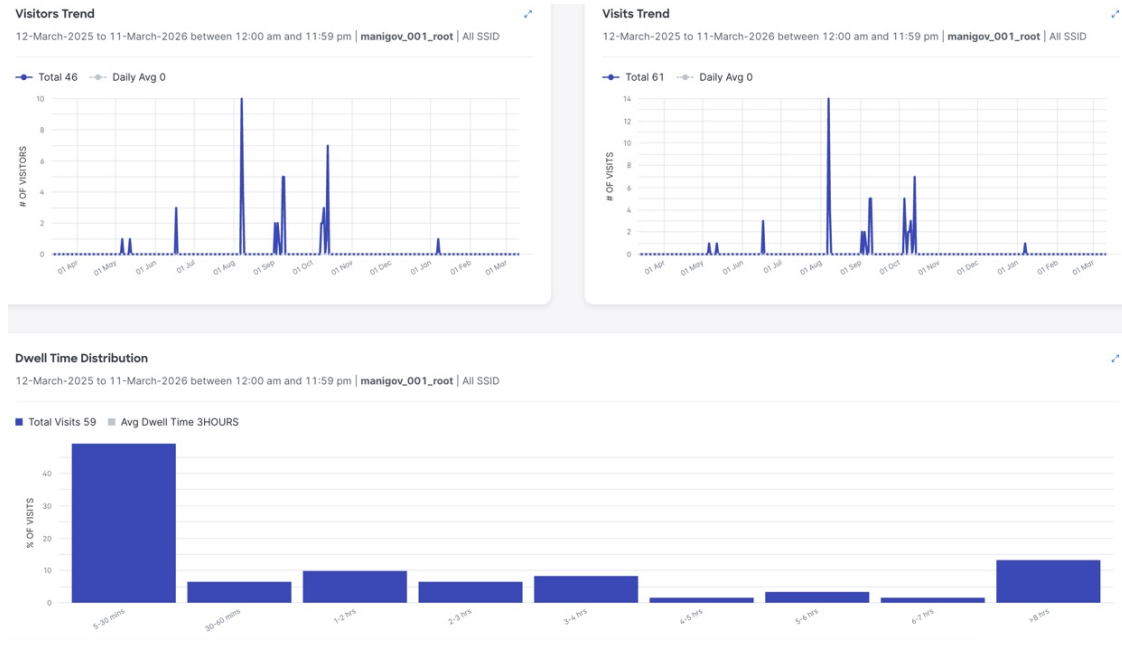 Visitors Trend
12-March-2025 to 11-March-2026 between 12:00 am and 11:59 pm | manigov_001_root | All SSID
Total 46 Daily Avg 0
10
8
6
4
2
0
# OF VISITORS
01 Apr 01 May 01 Jun 01 Jul 01 Aug 01 Sep 01 Oct 01 Nov 01 Dec 01 Jan 01 Feb 01 Mar
Visits Trend
12-March-2025 to 11-March-2026 between 12:00 am and 11:59 pm | manigov_001_root | All SSID
Total 61 Daily Avg 0
14
12
10
8
6
4
2
0
# OF VISITS
01 Apr 01 May 01 Jun 01 Jul 01 Aug 01 Sep 01 Oct 01 Nov 01 Dec 01 Jan 01 Feb 01 Mar
Dwell Time Distribution
12-March-2025 to 11-March-2026 between 12:00 am and 11:59 pm | manigov_001_root | All SSID
Total Visits 59 Avg Dwell Time 3HOURS
40
30
20
10
0
% OF VISITS
5-30 mins 30-60 mins 1-2 hrs 2-3 hrs 3-4 hrs 4-5 hrs 5-6 hrs 6-7 hrs >8 hrs